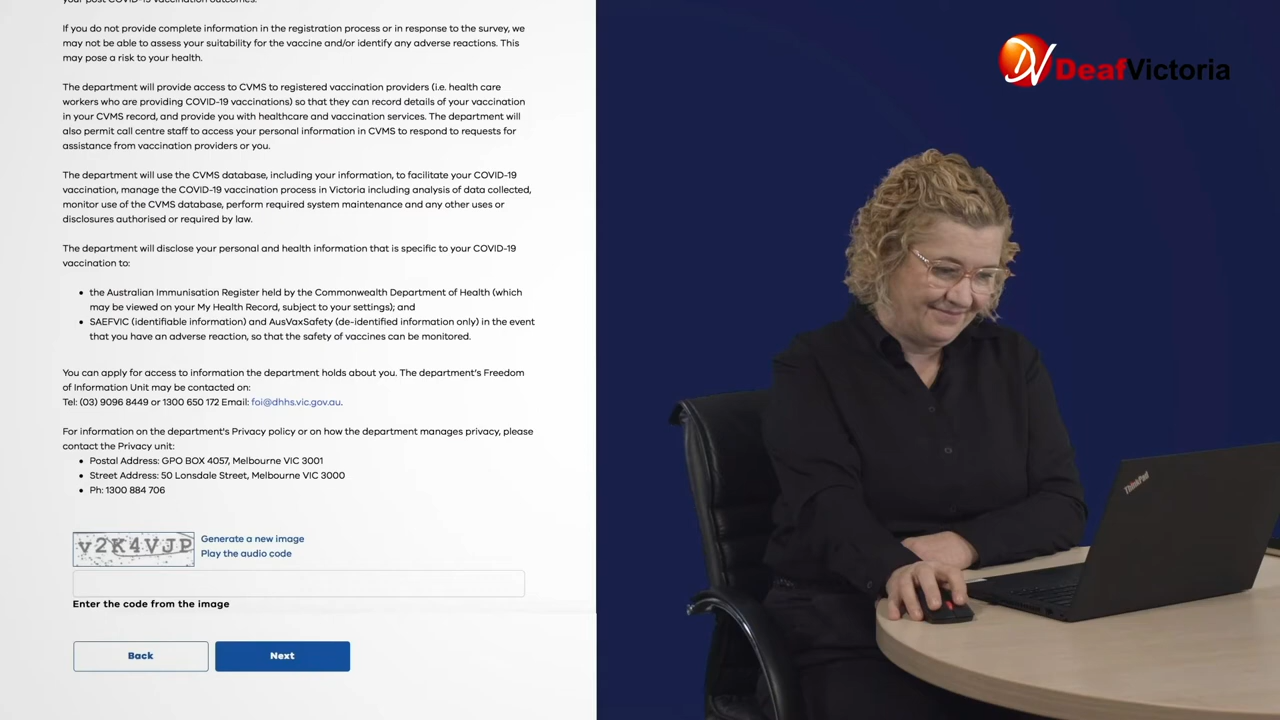 If you do not provide complete information in the registration process or in response to the survey, we
may not be able to assess your suitability for the vaccine and/or identify any adverse reactions. This
may pose a risk to your health.
The department will provide access to CVMS to registered vaccination providers (i.e. health care
workers who are providing COVID-19 vaccinations) so that they can record details of your vaccination
in your CVMS record, and provide you with healthcare and vaccination services. The department will
also permit call centre staff to access your personal information in CVMS to respond to requests for
assistance from vaccination providers or you.
The department will use the CVMS database, including your information, to facilitate your COVID-19
vaccination, manage the COVID-19 vaccination process in Victoria including analysis of data collected,
monitor use of the CVMS database, perform required system maintenance and any other uses or
disclosures authorised or required by law.
The department will disclose your personal and health information that is specific to your COVID-19
vaccination to:
• the Australian Immunisation Register held by the Commonwealth Department of Health (which
may be viewed on your My Health Record, subject to your settings); and
• SAEFVIC (identifiable information) and AusVaxSafety (de-identified information only) in the event
that you have an adverse reaction, so that the safety of vaccines can be monitored.
You can apply for access to information the department holds about you. The department's Freedom
of Information Unit may be contacted on:
Tel: (03) 9096 8449 or 1300 650 172 Email: foi@dhhs.vic.gov.au.
For information on the department's Privacy policy or on how the department manages privacy, please
contact the Privacy unit:
• Postal Address: GPO BOX 4057, Melbourne VIC 3001
• Street Address: 50 Lonsdale Street, Melbourne VIC 3000
• Ph: 1300 884 706
v2K4VJP
Generate a new image
Play the audio code
Enter the code from the image
Back
Next
DV DeafVictoria
ThinkPad